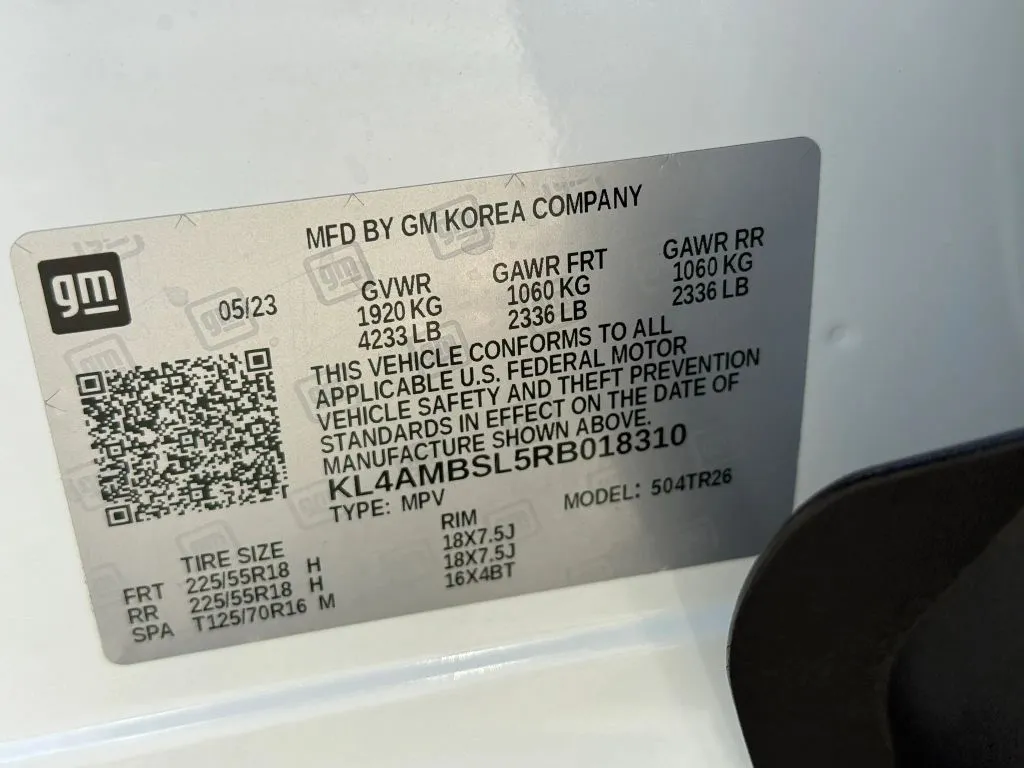 MFD BY GM KOREA COMPANY
gm
05/23
GVWR GAWR FRT GAWR RR
1920 KG 1060 KG 1060 KG
4233 LB 2336 LB 2336 LB
THIS VEHICLE CONFORMS TO ALL
APPLICABLE U.S. FEDERAL MOTOR
VEHICLE SAFETY AND THEFT PREVENTION
STANDARDS IN EFFECT ON THE DATE OF
MANUFACTURE SHOWN ABOVE.
KL4AMBSL5RB018310
TYPE: MPV MODEL: 504TR26
TIRE SIZE RIM
FRT 225/55R18 H 18X7.5J
RR 225/55R18 H 18X7.5J
SPA T125/70R16 M 16X4BT